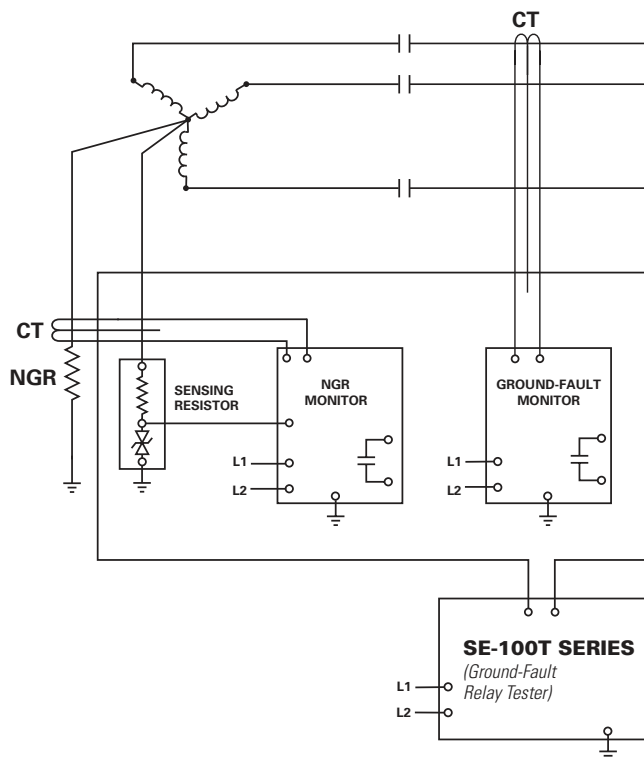 CT
CT
NGR
SENSING
RESISTOR
NGR
MONITOR
L1
L2
GROUND-FAULT
MONITOR
L1
L2
SE-100T SERIES
(Ground-Fault
Relay Tester)
L1
L2